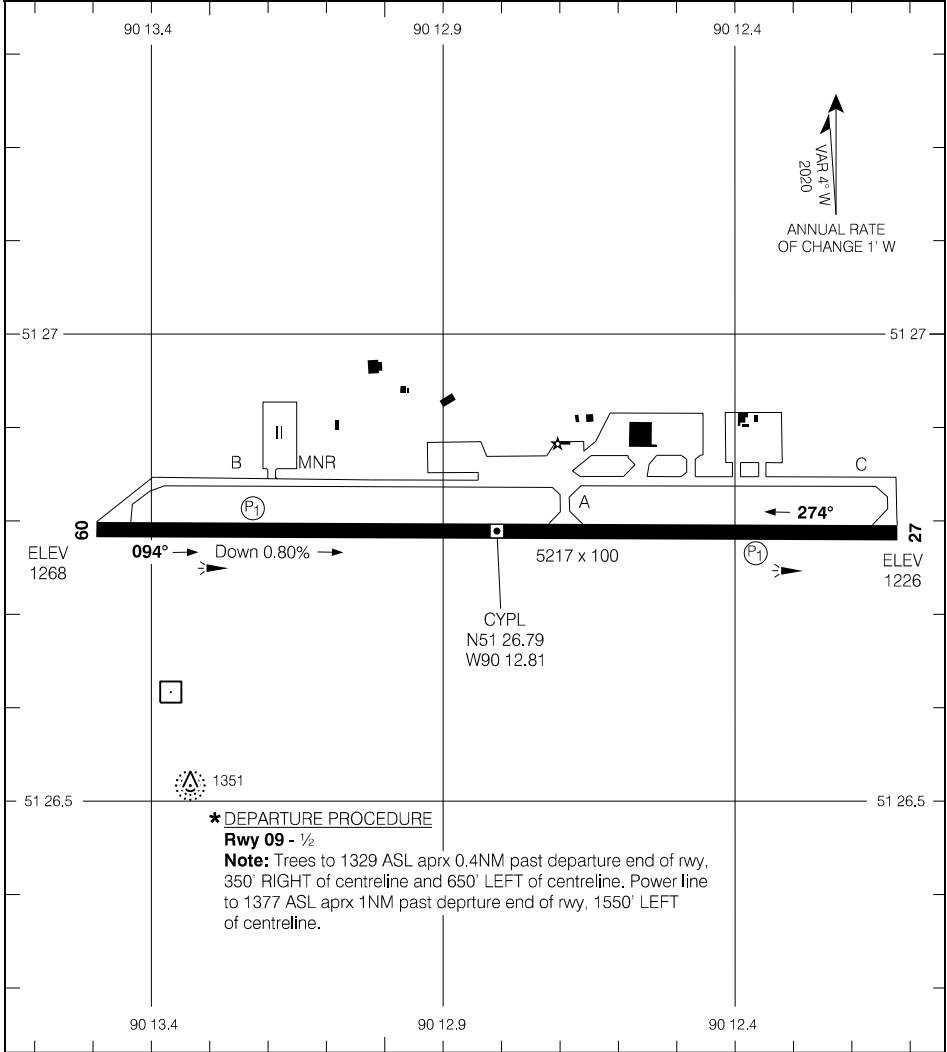 90 13.4 90 12.9 90 12.4
VAR 4° W
2020
ANNUAL RATE
OF CHANGE 1' W
51 27 51 27
B MNR C
P1 A
← 274°
09 27
ELEV
1268
094° → Down 0.80% → 5217 x 100 P1
ELEV
1226
CYPL
N51 26.79
W90 12.81
1351
51 26.5 51 26.5
* DEPARTURE PROCEDURE
Rwy 09 - ½
Note: Trees to 1329 ASL aprx 0.4NM past departure end of rwy,
350' RIGHT of centreline and 650' LEFT of centreline. Power line
to 1377 ASL aprx 1NM past deprture end of rwy, 1550' LEFT
of centreline.
90 13.4 90 12.9 90 12.4